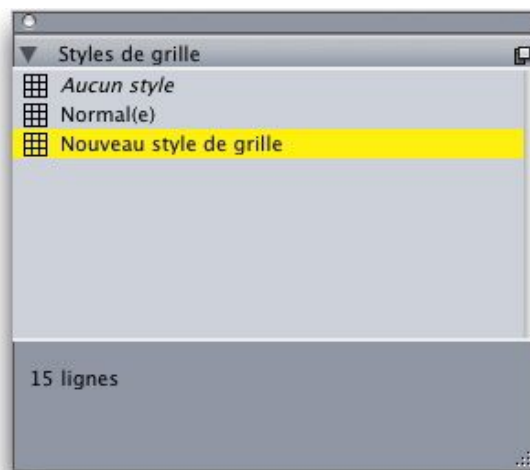 Styles de grille
Aucun style
Normal(e)
Nouveau style de grille
15 lignes